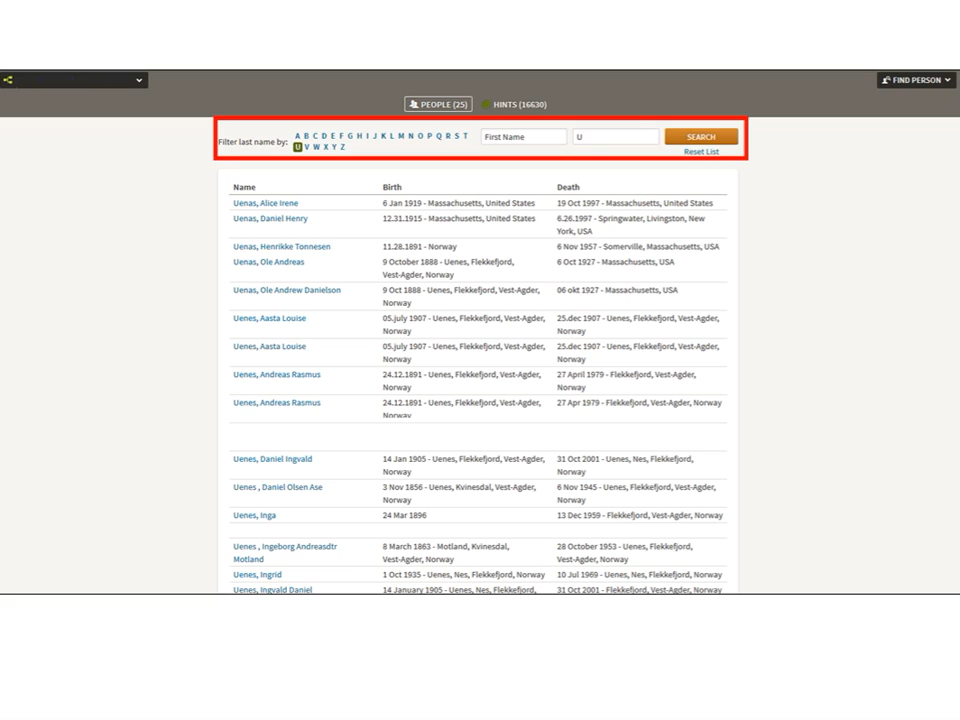 FIND PERSON
PEOPLE (25) HINTS (16630)
Filter last name by: A B C D E F G H I J K L M N O P Q R S T First Name U SEARCH
U V W X Y Z Reset List
Name Birth Death
Uenas, Alice Irene 6 Jan 1919 - Massachusetts, United States 19 Oct 1997 - Massachusetts, United States
Uenas, Daniel Henry 12.31.1915 - Massachusetts, United States 6.26.1997 - Springwater, Livingston, New
York, USA
Uenas, Henrikke Tonnesen 11.28.1891 - Norway 6 Nov 1957 - Somerville, Massachusetts, USA
Uenas, Ole Andreas 9 October 1888 - Uenes, Flekkefjord, 6 Oct 1927 - Massachusetts, USA
Vest-Agder, Norway
Uenas, Ole Andrew Danielson 9 Oct 1888 - Uenes, Flekkefjord, Vest-Agder, 06 okt 1927 - Massachusetts, USA
Norway
Uenes, Aasta Louise 05.july 1907 - Uenes, Flekkefjord, Vest-Agder, 25.dec 1907 - Uenes, Flekkefjord, Vest-Agder,
Norway Norway
Uenes, Aasta Louise 05.july 1907 - Uenes, Flekkefjord, Vest-Agder, 25.dec 1907 - Uenes, Flekkefjord, Vest-Agder,
Norway Norway
Uenes, Andreas Rasmus 24.12.1891 - Uenes, Flekkefjord, Vest-Agder, 27 April 1979 - Flekkefjord, Vest-Agder,
Norway Norway
Uenes, Andreas Rasmus 24.12.1891 - Uenes, Flekkefjord, Vest-Agder, 27 Apr 1979 - Flekkefjord, Vest-Agder, Norway
Norway
Uenes, Daniel Ingvald 14 Jan 1905 - Uenes, Flekkefjord, Vest-Agder, 31 Oct 2001 - Uenes, Nes, Flekkefjord,
Norway Norway
Uenes , Daniel Olsen Ase 3 Nov 1856 - Uenes, Kvinesdal, Vest-Agder, 6 Nov 1945 - Uenes, Flekkefjord, Vest-Agder,
Norway Norway
Uenes, Inga 24 Mar 1896 13 Dec 1959 - Flekkefjord, Vest-Agder, Norway
Uenes , Ingeborg Andreasdtr 8 March 1863 - Motland, Kvinesdal, 28 October 1953 - Uenes, Flekkefjord,
Motland Vest-Agder, Norway Vest-Agder, Norway
Uenes, Ingrid 1 Oct 1935 - Uenes, Nes, Flekkefjord, Norway 10 Jul 1969 - Uenes, Nes, Flekkefjord, Norway
Uenes, Ingvald Daniel 14 January 1905 - Uenes, Nes, Flekkefjord, 31 Oct 2001 - Flekkefjord, Vest-Agder, Norway